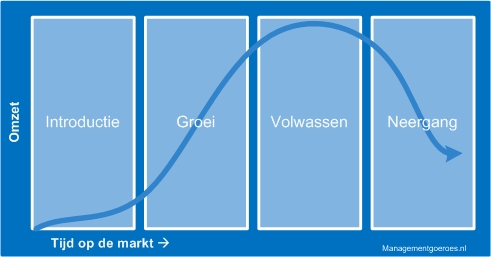 Omzet
Introductie
Groei
Volwassen
Neergang
Tijd op de markt →
Managementgoeroes.nl